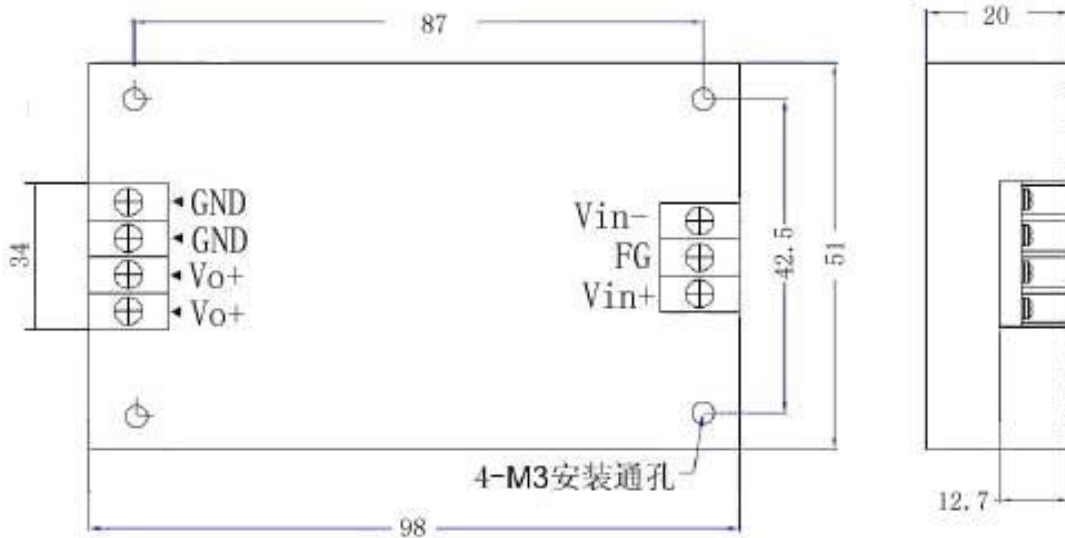 87
20
GND
GND
Vo+
Vo+
34
Vin-
FG
Vin+
42.5
51
4-M3安装通孔
12.7
98